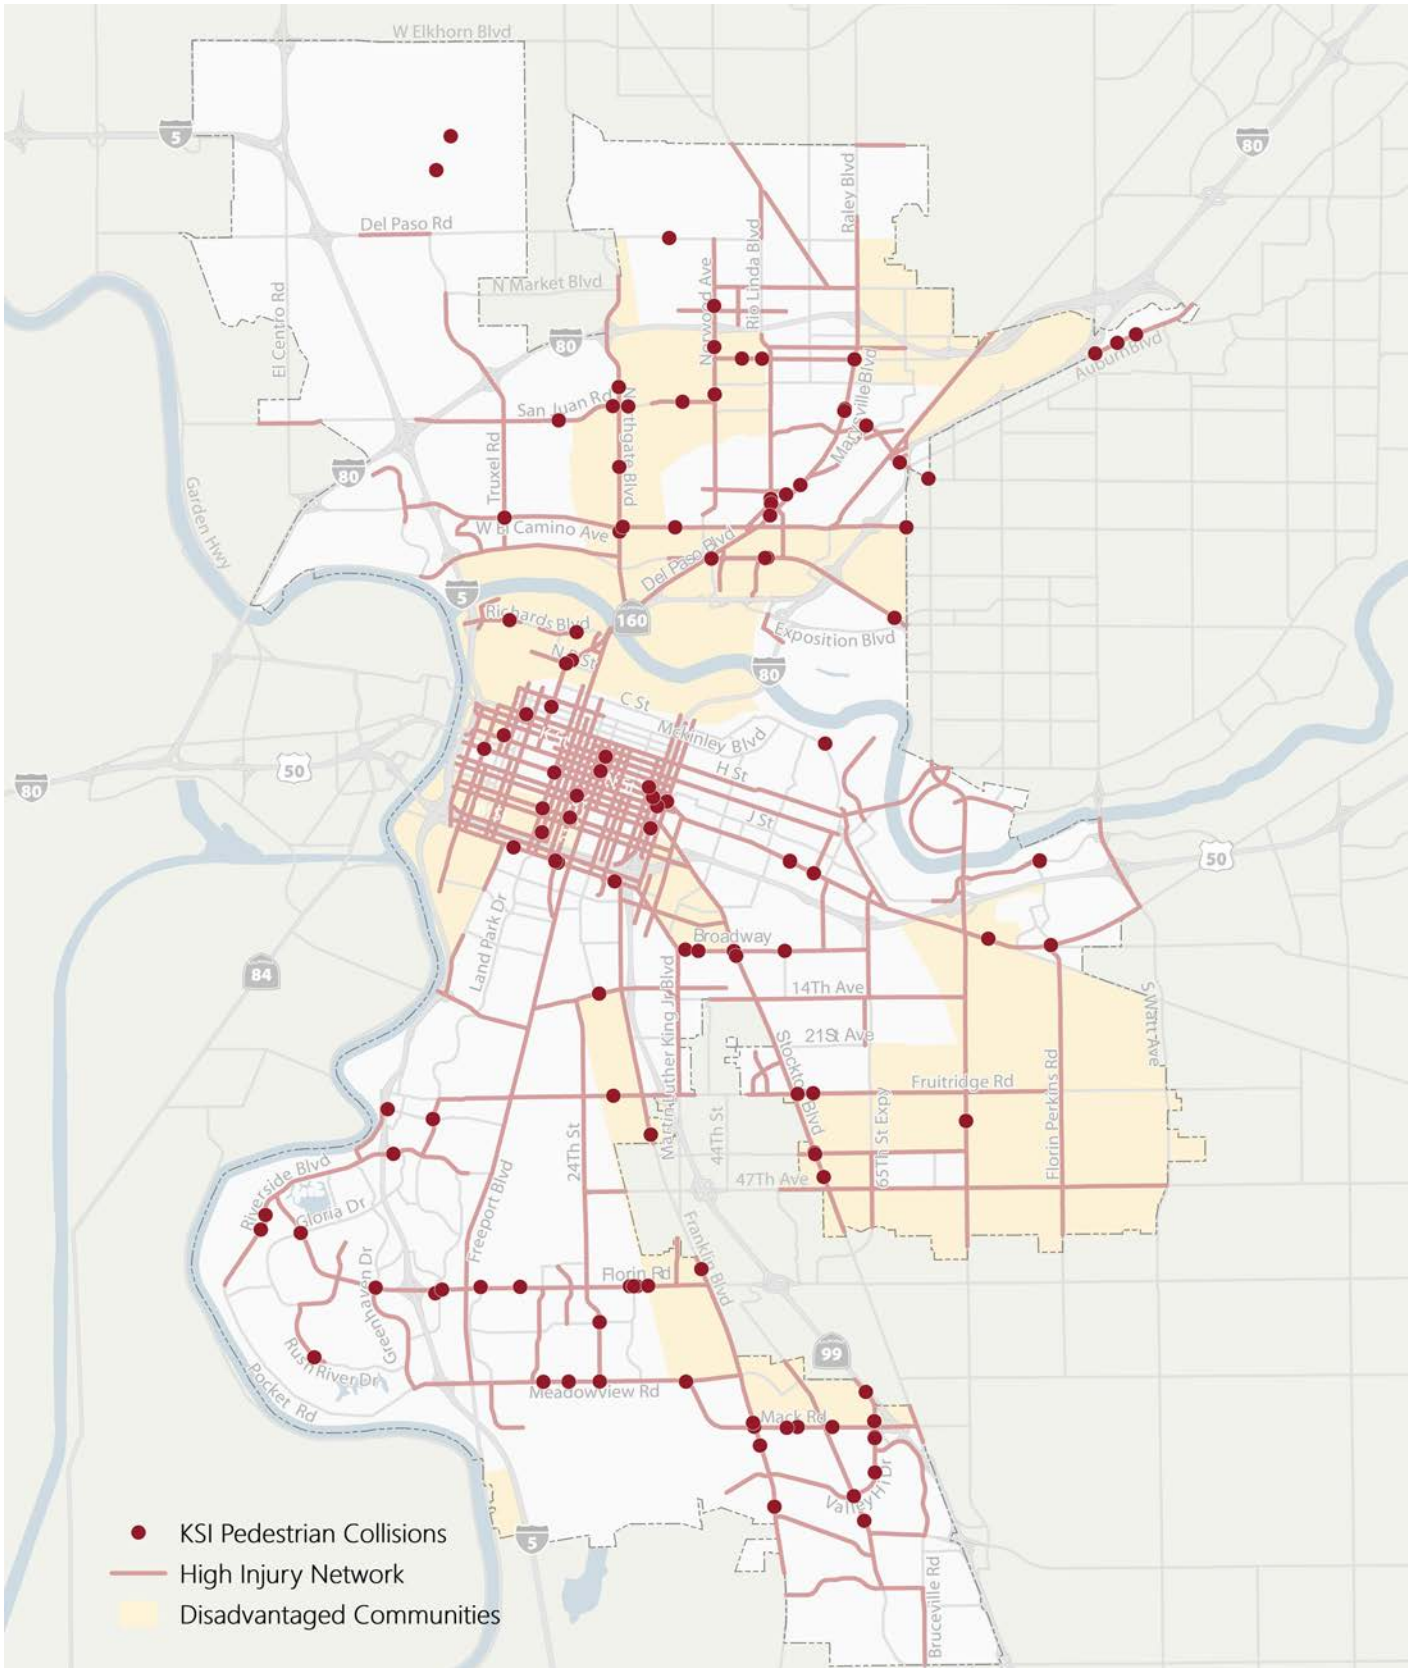 W Elkhorn Blvd
5
80
Raley Blvd
Del Paso Rd
Rio Linda Blvd
N Market Blvd
Norwood Ave
El Centro Rd
80
Auburn Blvd
Marysville Blvd
San Juan Rd
Northgate Blvd
Truxel Rd
80
Garden Hwy
W El Camino Ave
Del Paso Blvd
5
Richards Blvd
160
Exposition Blvd
N B St
80
C St
Mckinley Blvd
H St
50
80
J St
50
Land Park Dr
Broadway
84
14Th Ave
S Watt Ave
21St Ave
Martin Luther King Jr Blvd
Stockton Blvd
Fruitridge Rd
44Th St
65Th St Expy
Florin Perkins Rd
24Th St
47Th Ave
Riverside Blvd
Gloria Dr
Freeport Blvd
Franklin Blvd
Florin Rd
Greenhaven Dr
Rush River Dr
99
Pocket Rd
Meadowview Rd
Mack Rd
Valley Hi Dr
5
Bruceville Rd
KSI Pedestrian Collisions
High Injury Network
Disadvantaged Communities